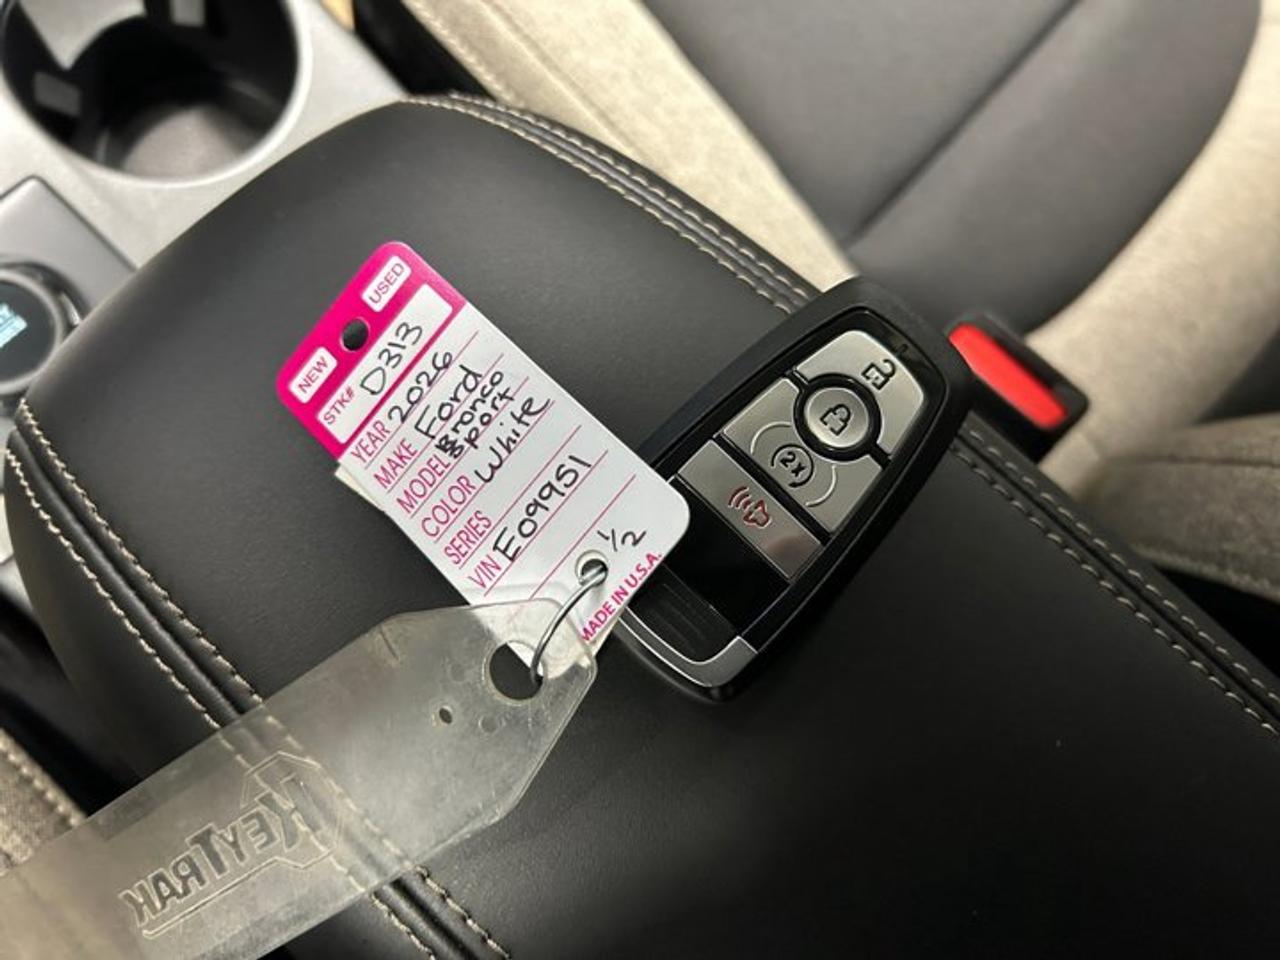 NEW USED
STK# D313
YEAR 2026
MAKE Ford
MODEL Bronco
sport
COLOR White
SERIES
VIN E09951
1/2
MADE IN U.S.A.
2x
KEYTRAK